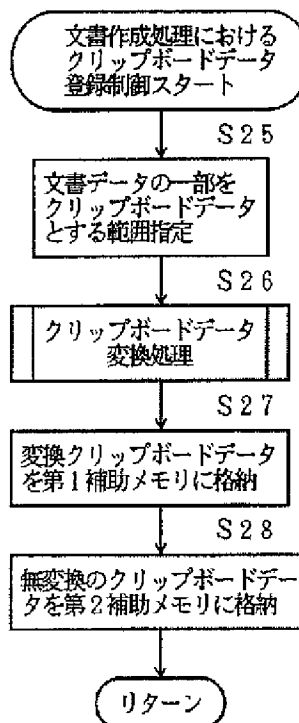 文書作成処理における
クリップボードデータ
登録制御スタート
S25
文書データの一部を
クリップボードデータ
とする範囲指定
S26
クリップボードデータ
変換処理
S27
変換クリップボードデータ
を第1補助メモリに格納
S28
無変換のクリップボードデー
タを第2補助メモリに格納
リターン